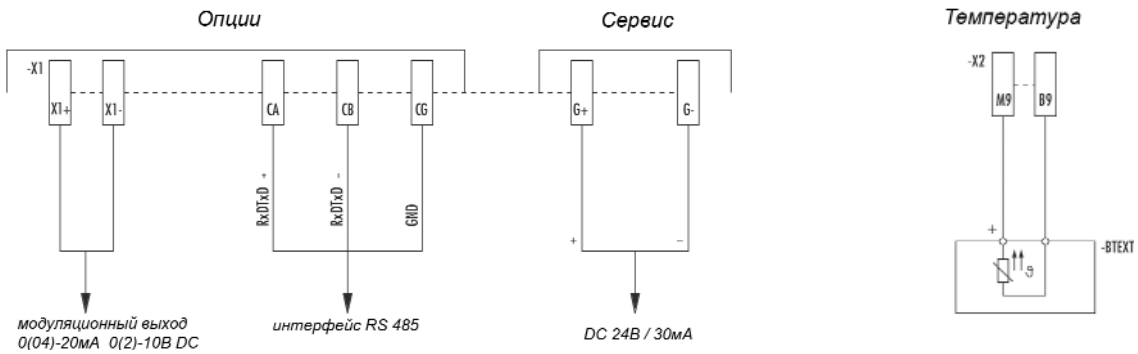 Опции
Сервис
Температура
-X1
X1+
X1-
CA
CB
CG
G+
G-
-X2
M9
B9
RxDTxD +
RxDTxD -
GND
+
–
+
-BTEXT
ϑ
модуляционный выход
0(04)-20мА 0(2)-10В DC
интерфейс RS 485
DC 24В / 30мА